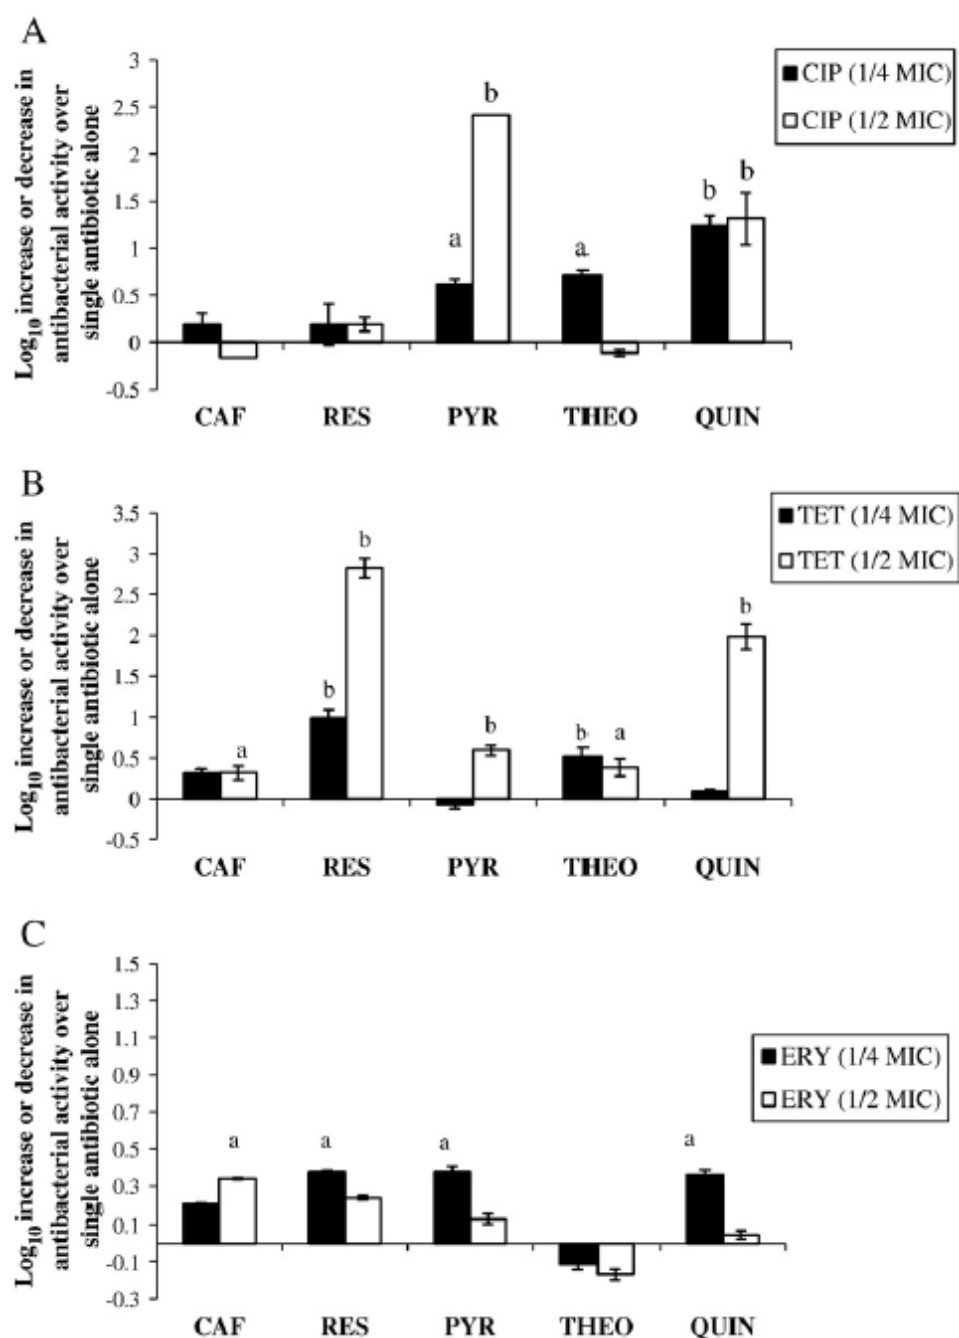 A
Log10 increase or decrease in
antibacterial activity over
single antibiotic alone
3
2.5
2
1.5
1
0.5
0
-0.5
a
b
a
b
b
CAF RES PYR THEO QUIN
CIP (1/4 MIC)
CIP (1/2 MIC)
B
Log10 increase or decrease in
antibacterial activity over
single antibiotic alone
3.5
3
2.5
2
1.5
1
0.5
0
-0.5
a
b
b
b
b
a
b
CAF RES PYR THEO QUIN
TET (1/4 MIC)
TET (1/2 MIC)
C
Log10 increase or decrease in
antibacterial activity over
single antibiotic alone
1.5
1.3
1.1
0.9
0.7
0.5
0.3
0.1
-0.1
-0.3
a
a
a
a
CAF RES PYR THEO QUIN
ERY (1/4 MIC)
ERY (1/2 MIC)